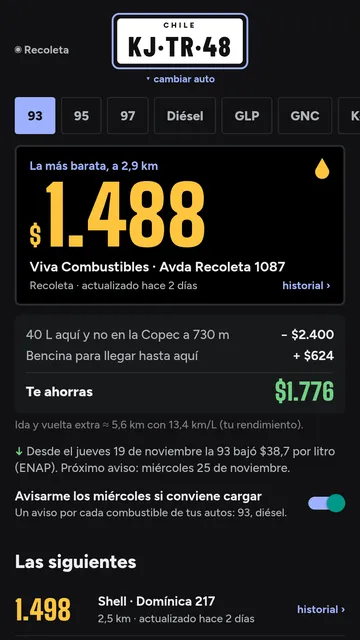 CHILE
KJ·TR·48
Recoleta
▾ cambiar auto
93
95
97
Diésel
GLP
GNC
K
La más barata, a 2,9 km
$1.488
Viva Combustibles · Avda Recoleta 1087
Recoleta · actualizado hace 2 días
historial ›
40 L aquí y no en la Copec a 730 m
− $2.400
Bencina para llegar hasta aquí
+ $624
Te ahorras
$1.776
Ida y vuelta extra ≈ 5,6 km con 13,4 km/L (tu rendimiento).
↓ Desde el jueves 19 de noviembre la 93 bajó $38,7 por litro
(ENAP). Próximo aviso: miércoles 25 de noviembre.
Avisarme los miércoles si conviene cargar
Un aviso por cada combustible de tus autos: 93, diésel.
Las siguientes
1.498
Shell · Domínica 217
2,5 km · actualizado hace 2 días
historial ›